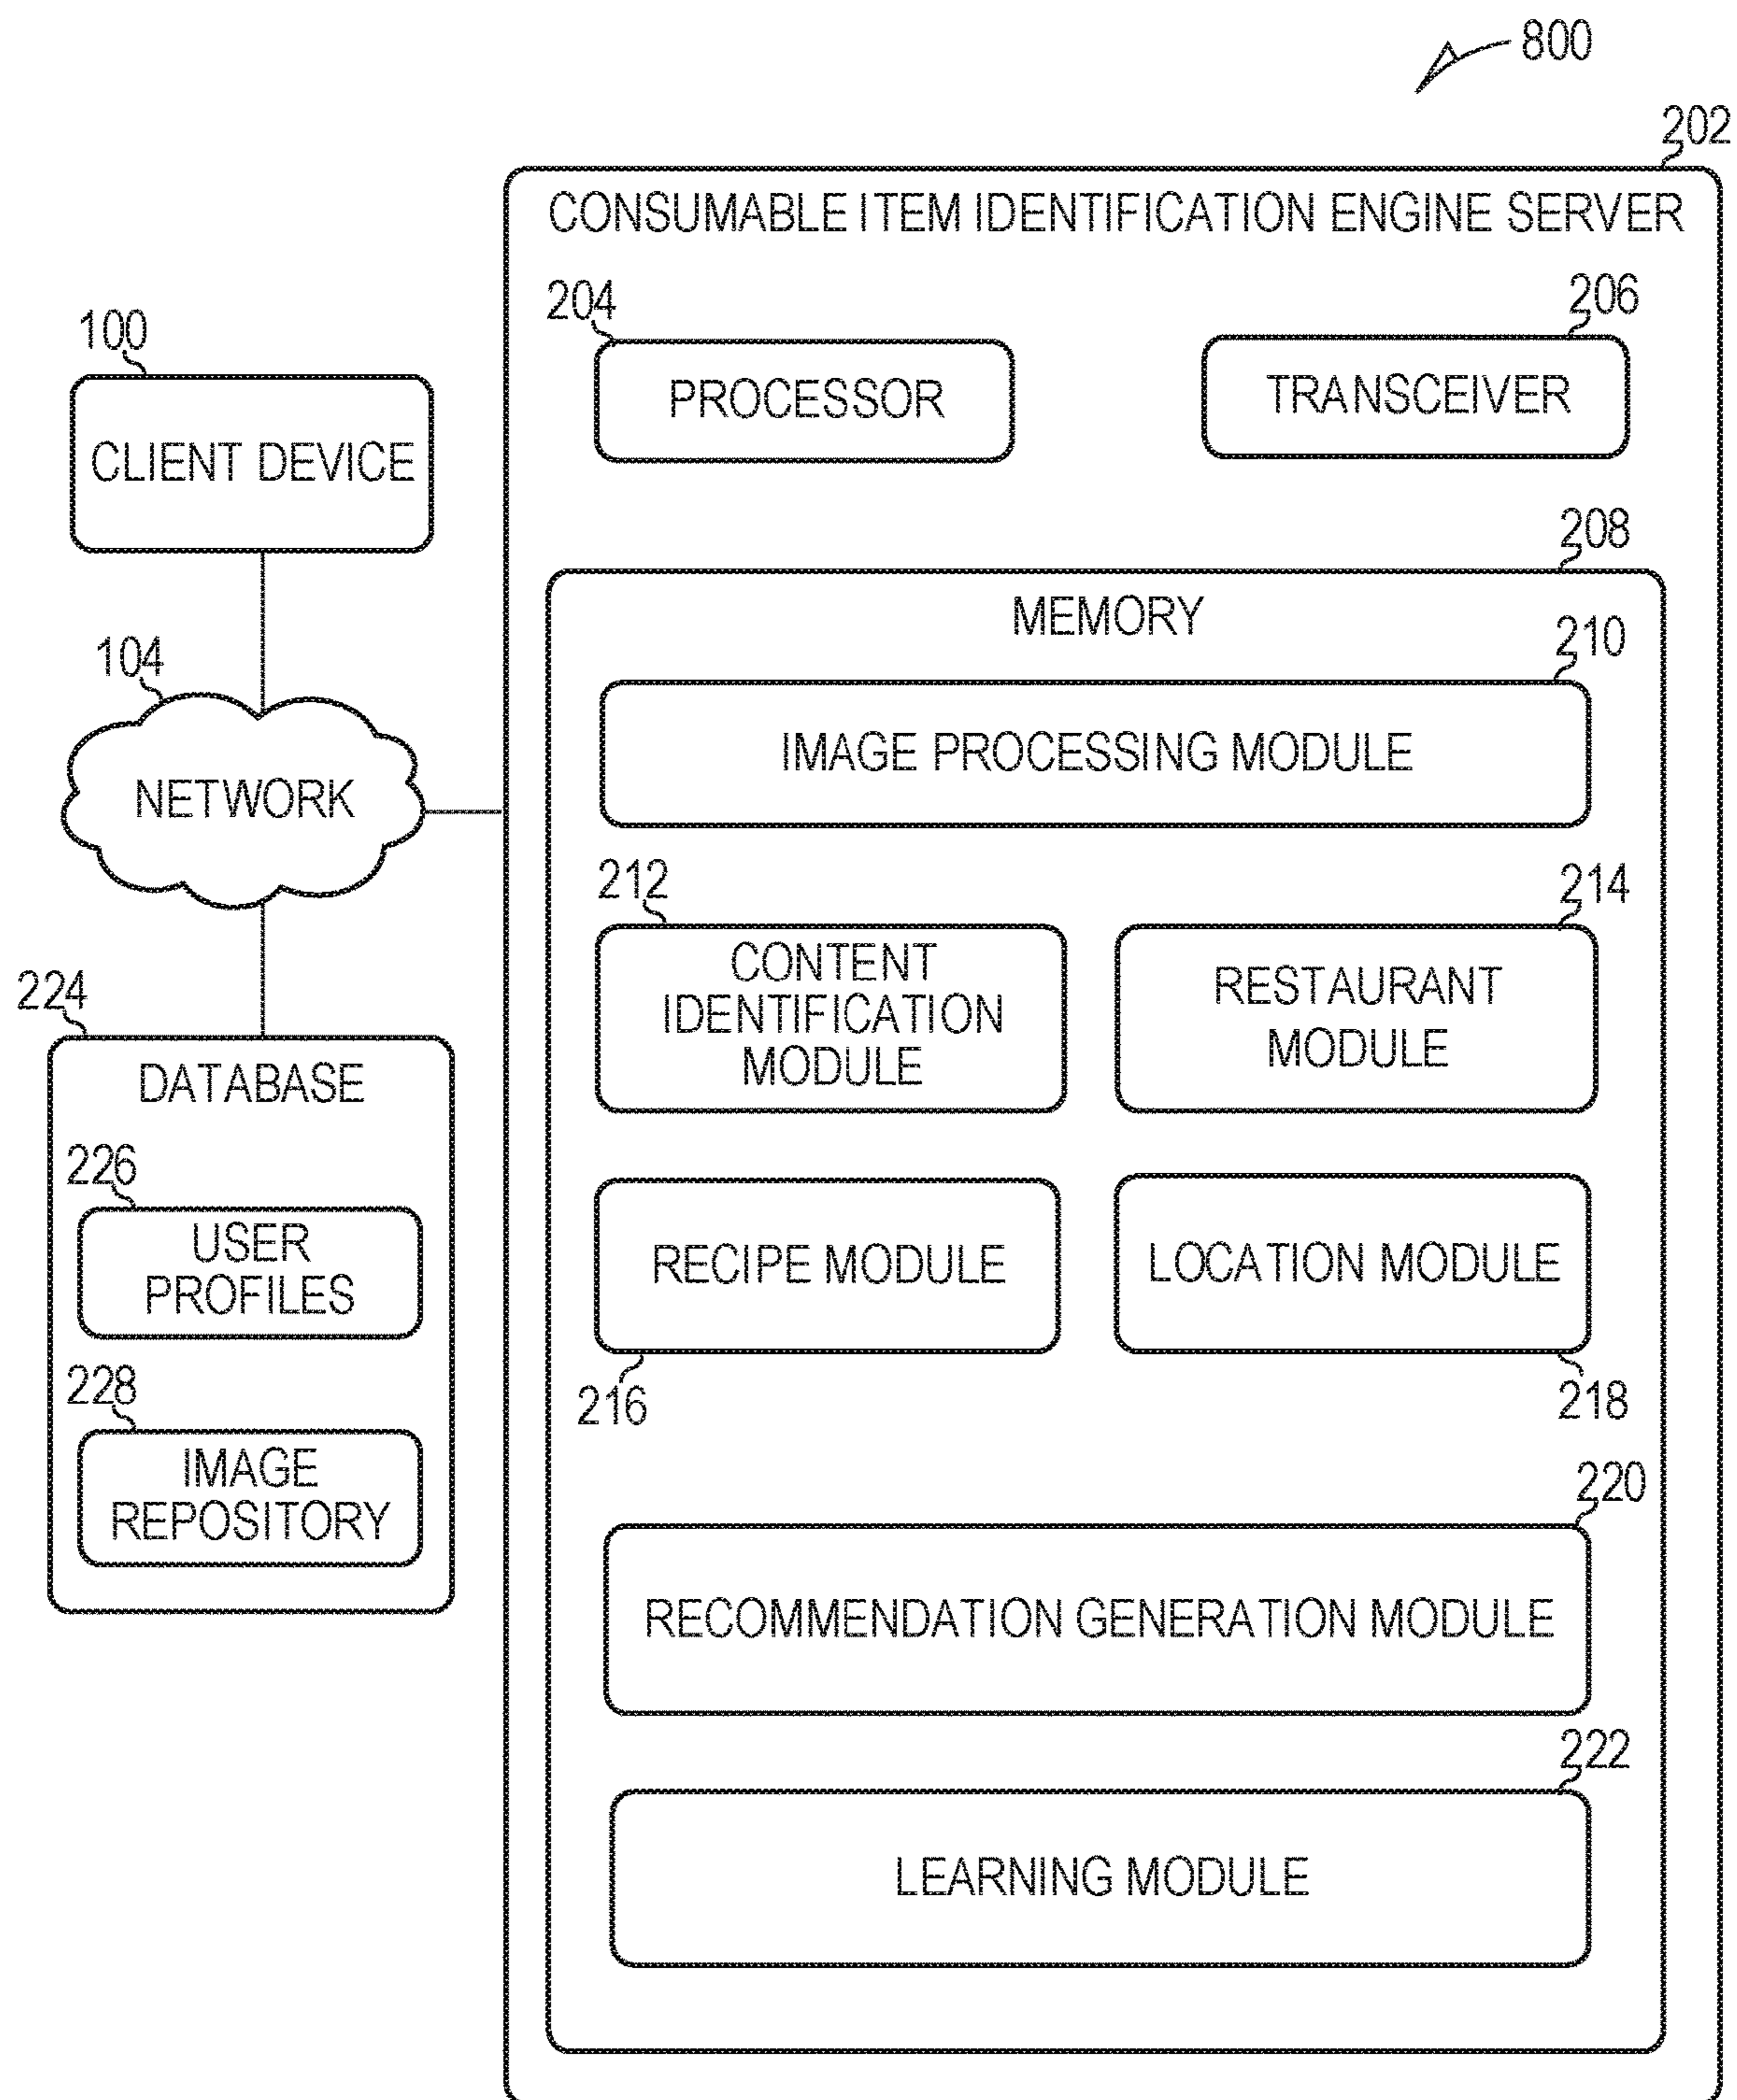 800
202
CONSUMABLE ITEM IDENTIFICATION ENGINE SERVER
204
PROCESSOR
206
TRANSCEIVER
100
CLIENT DEVICE
208
MEMORY
210
IMAGE PROCESSING MODULE
104
NETWORK
212
CONTENT
IDENTIFICATION
MODULE
214
RESTAURANT
MODULE
224
DATABASE
226
USER
PROFILES
228
IMAGE
REPOSITORY
RECIPE MODULE
216
LOCATION MODULE
218
220
RECOMMENDATION GENERATION MODULE
222
LEARNING MODULE